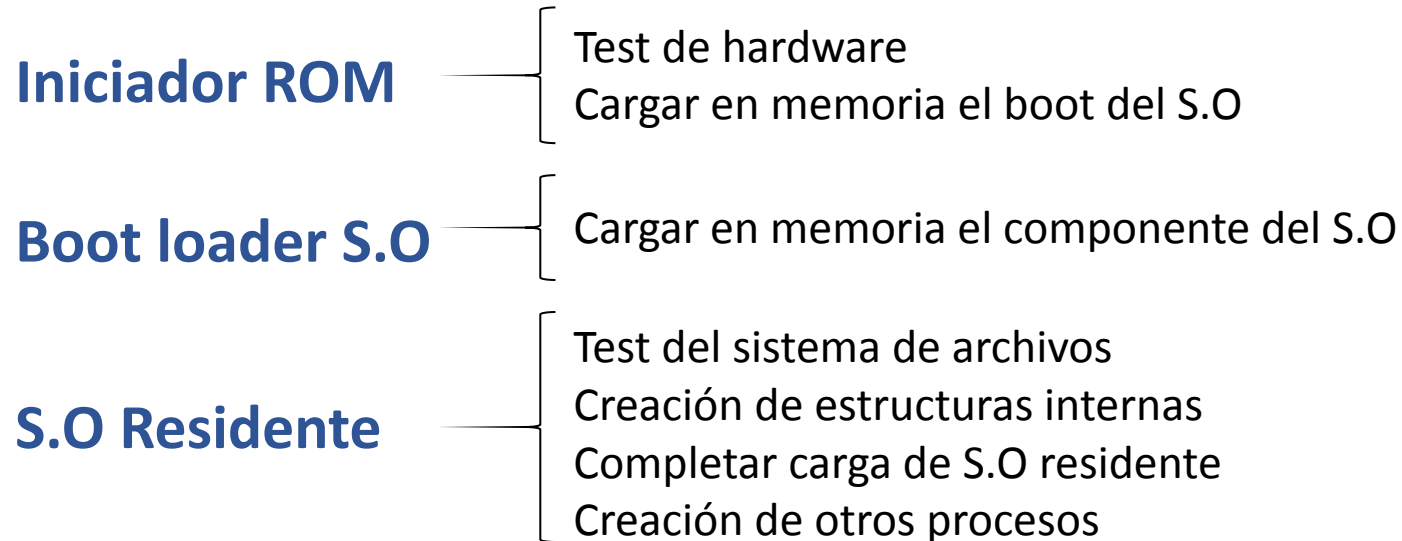 Iniciador ROM
Test de hardware
Cargar en memoria el boot del S.O
Boot loader S.O
Cargar en memoria el componente del S.O
S.O Residente
Test del sistema de archivos
Creación de estructuras internas
Completar carga de S.O residente
Creación de otros procesos